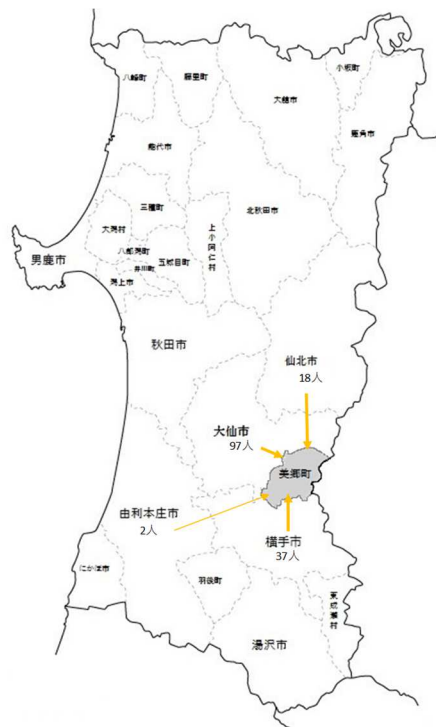 八峰町
藤里町
小坂町
大館市
鹿角市
能代市
三種町
北秋田市
上小阿仁村
大潟村
八郎潟町
五城目町
井川町
男鹿市
潟上市
秋田市
仙北市
18人
大仙市
97人
美郷町
由利本荘市
2人
横手市
37人
にかほ市
羽後町
東成瀬村
湯沢市